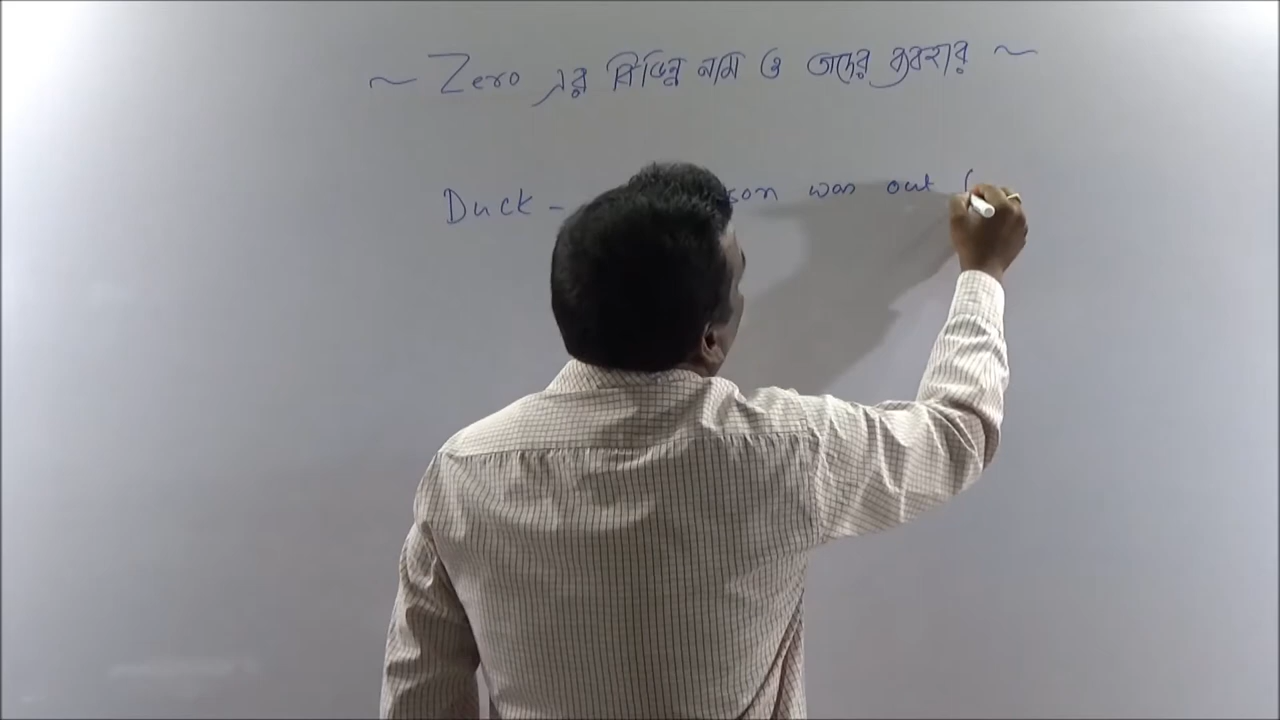 ~ Zero এর বিভিন্ন নাম ও তাদের ব্যবহার ~
Duck - son was out (